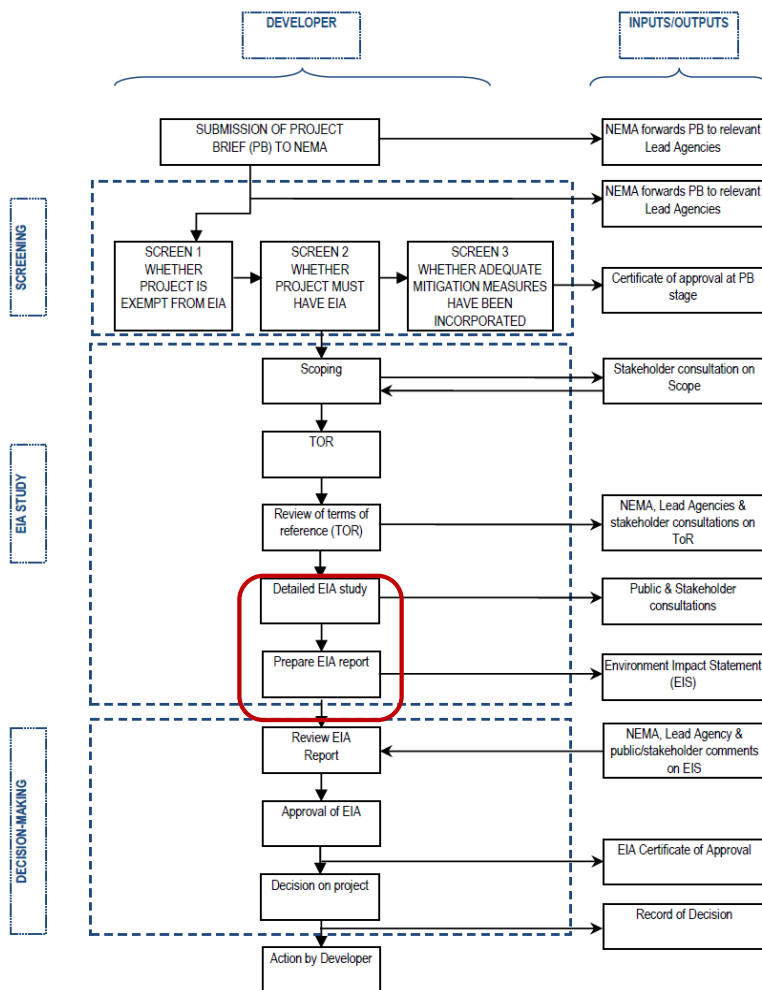 DEVELOPER
INPUTS/OUTPUTS
SUBMISSION OF PROJECT
BRIEF (PB) TO NEMA
NEMA forwards PB to relevant
Lead Agencies
NEMA forwards PB to relevant
Lead Agencies
SCREENING
SCREEN 1
WHETHER
PROJECT IS
EXEMPT FROM EIA
SCREEN 2
WHETHER
PROJECT MUST
HAVE EIA
SCREEN 3
WHETHER ADEQUATE
MITIGATION MEASURES
HAVE BEEN
INCORPORATED
Certificate of approval at PB
stage
EIA STUDY
Scoping
Stakeholder consultation on
Scope
TOR
Review of terms of
reference (TOR)
NEMA, Lead Agencies &
stakeholder consultations on
ToR
Detailed EIA study
Public & Stakeholder
consultations
Prepare EIA report
Environment Impact Statement
(EIS)
DECISION-MAKING
Review EIA
Report
NEMA, Lead Agency &
public/stakeholder comments
on EIS
Approval of EIA
EIA Certificate of Approval
Decision on project
Record of Decision
Action by Developer